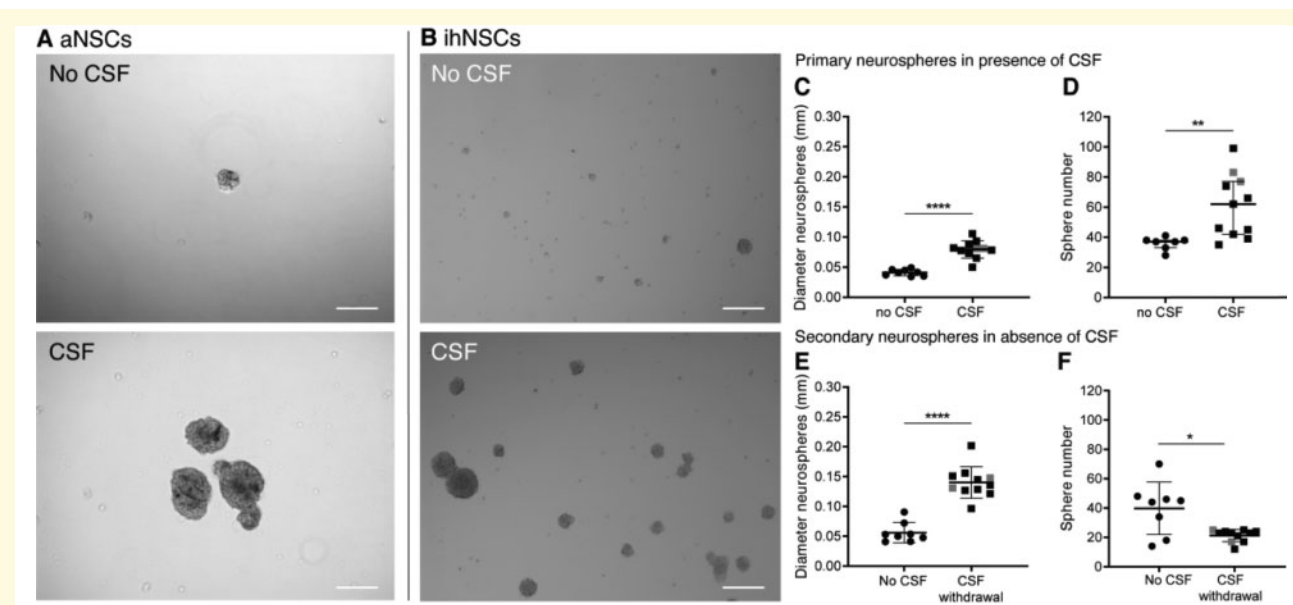 A aNSCs
No CSF
CSF
B ihNSCs
No CSF
CSF
Primary neurospheres in presence of CSF
C
Diameter neurospheres (mm)
0.30
0.25
0.20
0.15
0.10
0.05
0.00
****
no CSF CSF
D
Sphere number
120
100
80
60
40
20
0
**
no CSF CSF
Secondary neurospheres in absence of CSF
E
Diameter neurospheres (mm)
0.30
0.25
0.20
0.15
0.10
0.05
0.00
****
No CSF CSF
withdrawal
F
Sphere number
120
100
80
60
40
20
0
*
No CSF CSF
withdrawal